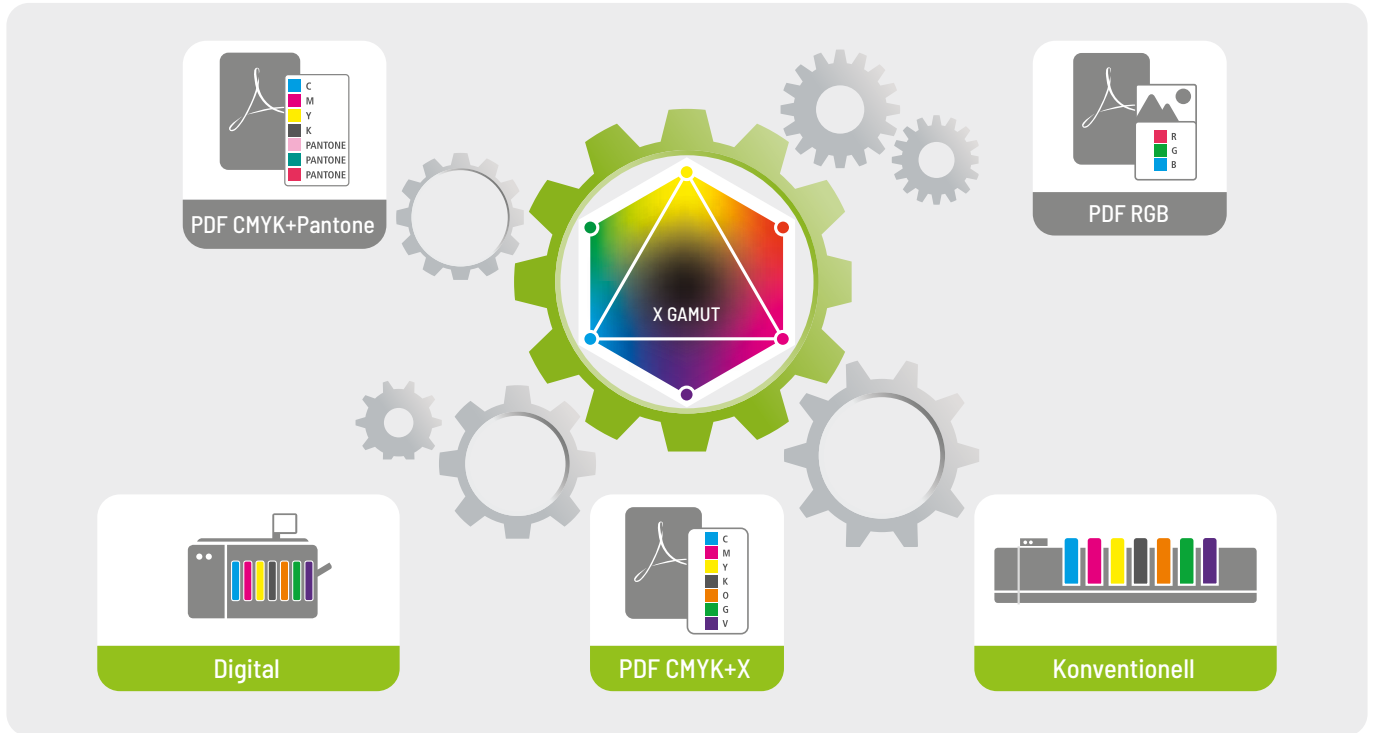 C
M
Y
K
PANTONE
PANTONE
PANTONE
PDF CMYK+Pantone
R
G
B
PDF RGB
X GAMUT
Digital
C
M
Y
K
O
G
V
PDF CMYK+X
Konventionell